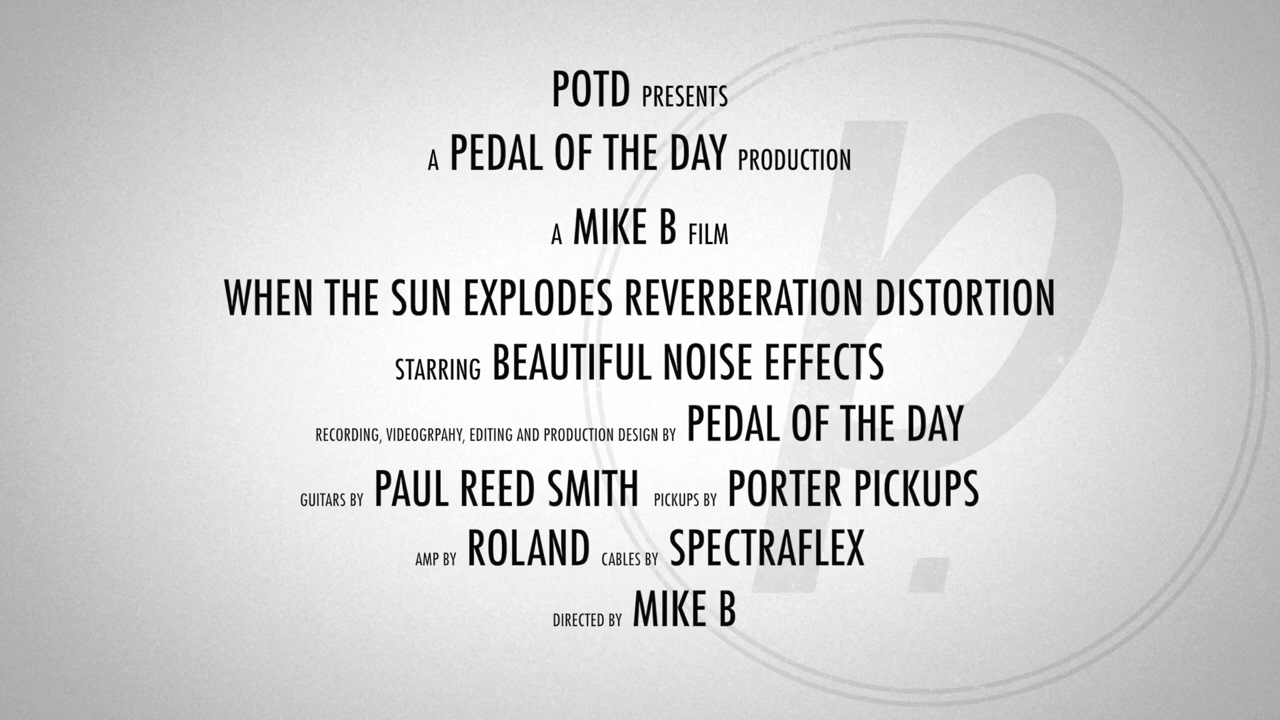 POTD PRESENTS
A PEDAL OF THE DAY PRODUCTION
A MIKE B FILM
WHEN THE SUN EXPLODES REVERBERATION DISTORTION
STARRING BEAUTIFUL NOISE EFFECTS
RECORDING, VIDEOGRPAHY, EDITING AND PRODUCTION DESIGN BY PEDAL OF THE DAY
GUITARS BY PAUL REED SMITH PICKUPS BY PORTER PICKUPS
AMP BY ROLAND CABLES BY SPECTRAFLEX
DIRECTED BY MIKE B
p.